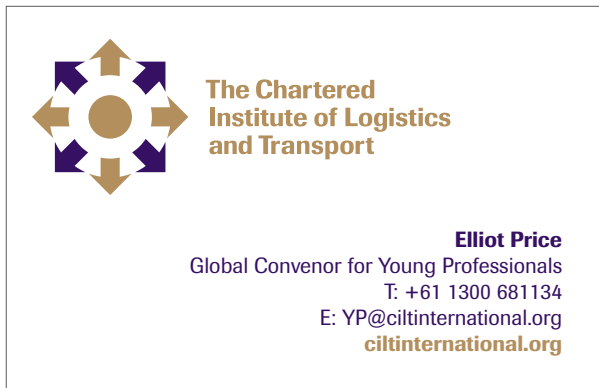 The Chartered
Institute of Logistics
and Transport
Elliot Price
Global Convenor for Young Professionals
T: +61 1300 681134
E: YP@ciltinternational.org
ciltinternational.org